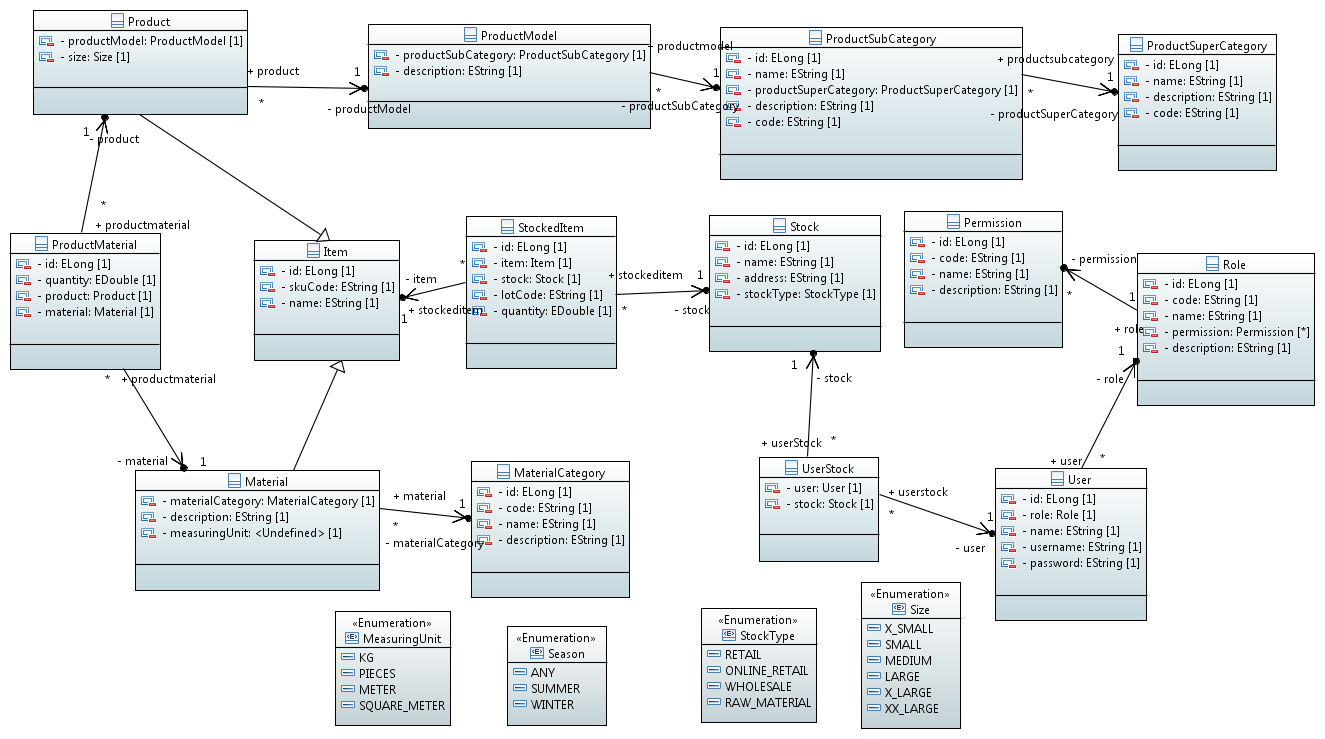 Product
- productModel: ProductModel [1]
- size: Size [1]
+ product
1
*
- productModel
ProductModel
- productSubCategory: ProductSubCategory [1]
- description: EString [1]
- productmodel
1
*
- productSubCategory
ProductSubCategory
- id: ELong [1]
- name: EString [1]
- productSuperCategory: ProductSuperCategory [1]
- description: EString [1]
- code: EString [1]
+ productsubcategory
1
*
- productSuperCategory
ProductSuperCategory
- id: ELong [1]
- name: EString [1]
- description: EString [1]
- code: EString [1]
1
- product
*
+ productmaterial
ProductMaterial
- id: ELong [1]
- quantity: EDouble [1]
- product: Product [1]
- material: Material [1]
* + productmaterial
- material
1
Item
- id: ELong [1]
- skuCode: EString [1]
- name: EString [1]
- item
*
1
+ stockeditem
StockedItem
- id: ELong [1]
- item: Item [1]
- stock: Stock [1]
- lotCode: EString [1]
- quantity: EDouble [1]
+ stockeditem
1
*
- stock
Stock
- id: ELong [1]
- name: EString [1]
- address: EString [1]
- stockType: StockType [1]
1
- stock
+ userStock
*
Permission
- id: ELong [1]
- code: EString [1]
- name: EString [1]
- description: EString [1]
- permission
*
1
+ role
Role
- id: ELong [1]
- code: EString [1]
- name: EString [1]
- permission: Permission [*]
- description: EString [1]
1
- role
+ user
*
Material
- materialCategory: MaterialCategory [1]
- description: EString [1]
- measuringUnit: <Undefined> [1]
+ material
1
*
- materialCategory
MaterialCategory
- id: ELong [1]
- code: EString [1]
- name: EString [1]
- description: EString [1]
UserStock
- user: User [1]
- stock: Stock [1]
+ userstock
*
1
- user
User
- id: ELong [1]
- role: Role [1]
- name: EString [1]
- username: EString [1]
- password: EString [1]
«Enumeration»
MeasuringUnit
KG
PIECES
METER
SQUARE_METER
«Enumeration»
Season
ANY
SUMMER
WINTER
«Enumeration»
StockType
RETAIL
ONLINE_RETAIL
WHOLESALE
RAW_MATERIAL
«Enumeration»
Size
X_SMALL
SMALL
MEDIUM
LARGE
X_LARGE
XX_LARGE